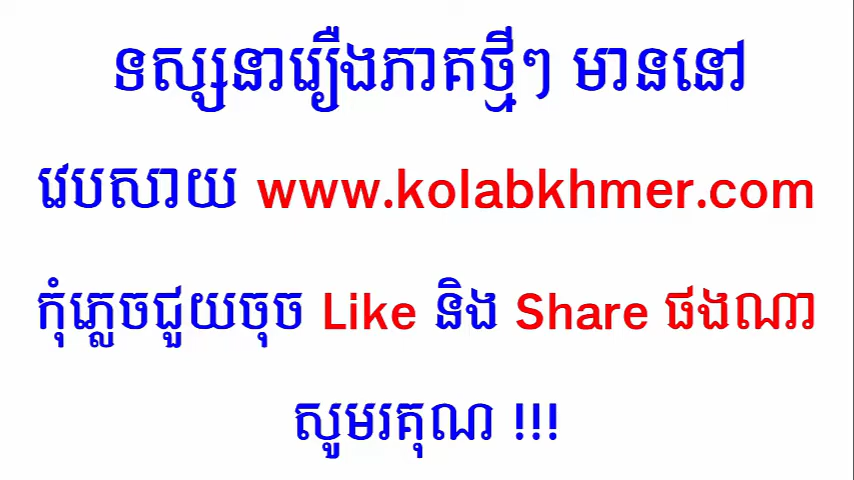 ទស្សនារឿងភាគថ្មីៗ មាននៅ
វេបសាយ www.kolabkhmer.com
កុំភ្លេចជួយចុច Like និង Share ផងណា
សូមរគុណ !!!